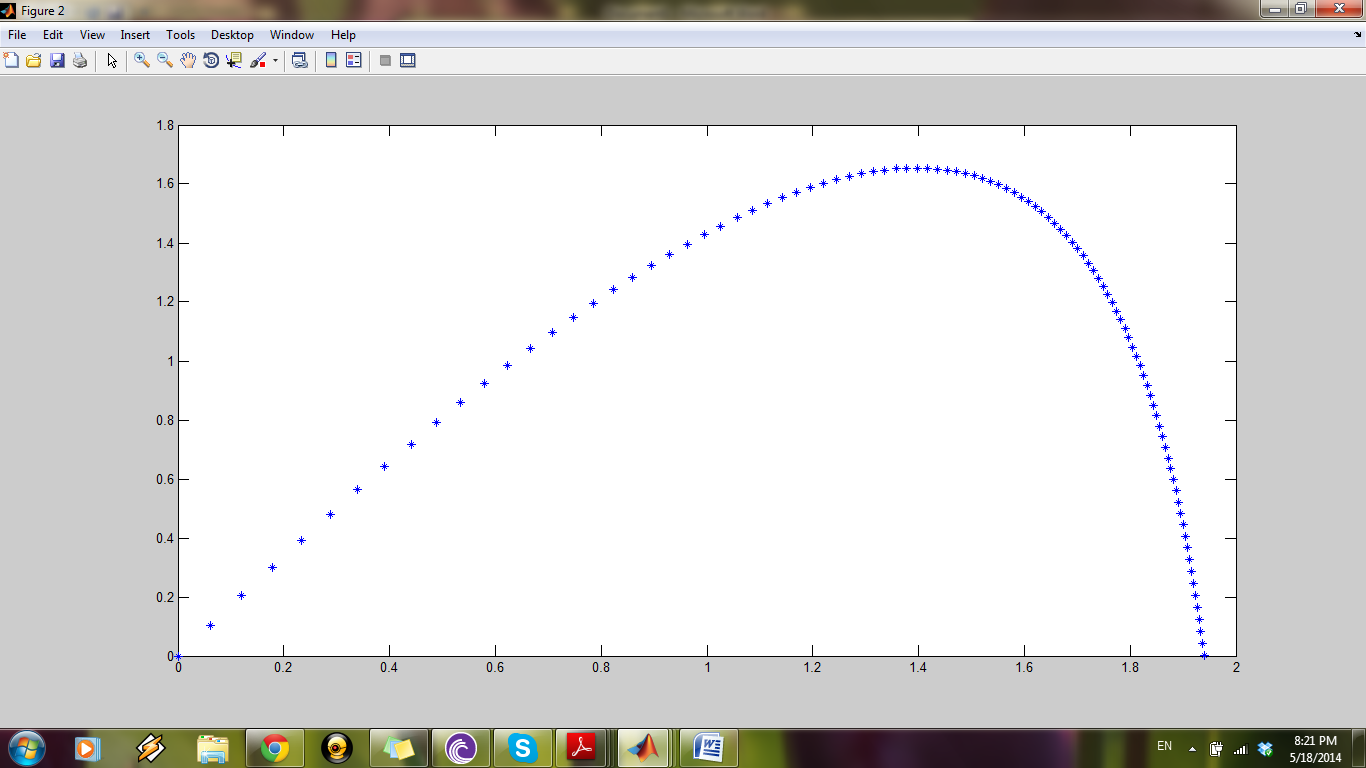 Figure 2
File Edit View Insert Tools Desktop Window Help
1.8
1.6
1.4
1.2
1
0.8
0.6
0.4
0.2
0
0 0.2 0.4 0.6 0.8 1 1.2 1.4 1.6 1.8 2
EN
8:21 PM
5/18/2014